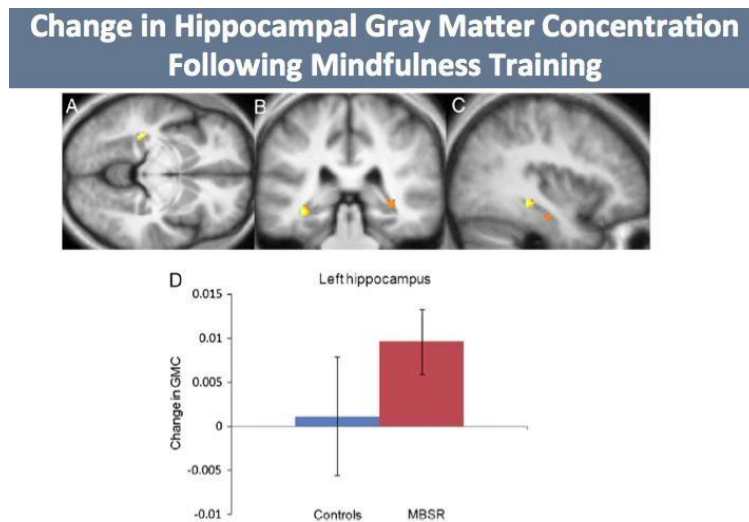 Change in Hippocampal Gray Matter Concentration
Following Mindfulness Training
A
B
C
D
Left hippocampus
Change in GMC
0.015
0.01
0.005
0
-0.005
-0.01
Controls
MBSR